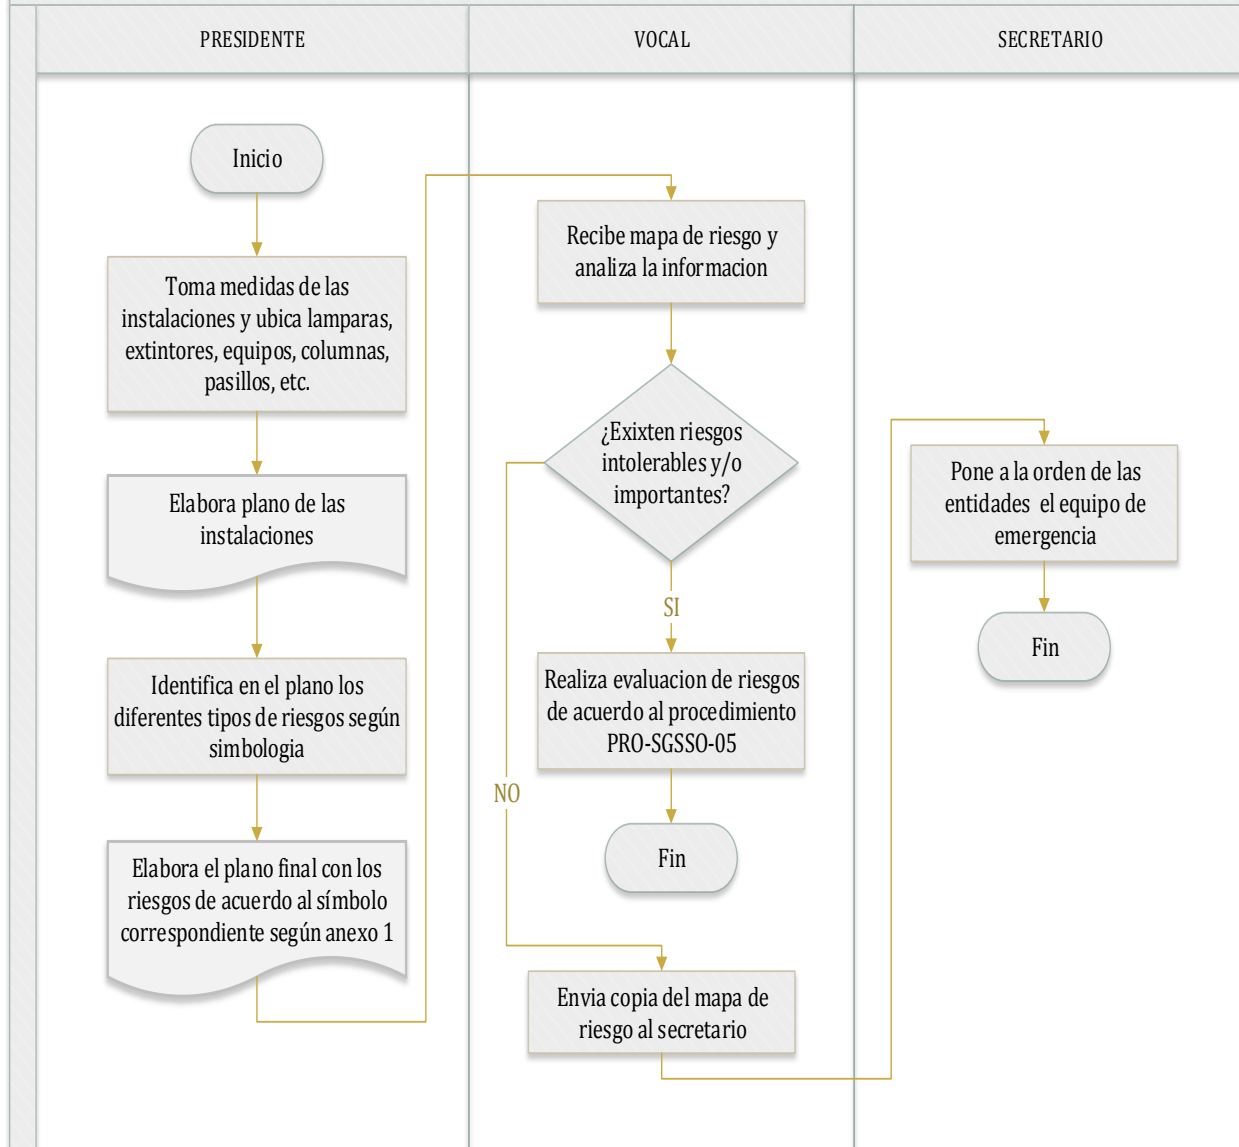 PRESIDENTE
VOCAL
SECRETARIO
Inicio
Toma medidas de las
instalaciones y ubica lamparas,
extintores, equipos, columnas,
pasillos, etc.
Elabora plano de las
instalaciones
Identifica en el plano los
diferentes tipos de riesgos según
simbologia
Elabora el plano final con los
riesgos de acuerdo al símbolo
correspondiente según anexo 1
Recibe mapa de riesgo y
analiza la informacion
¿Exixten riesgos
intolerables y/o
importantes?
SI
Realiza evaluacion de riesgos
de acuerdo al procedimiento
PRO-SGSSO-05
NO
Fin
Envia copia del mapa de
riesgo al secretario
Pone a la orden de las
entidades el equipo de
emergencia
Fin